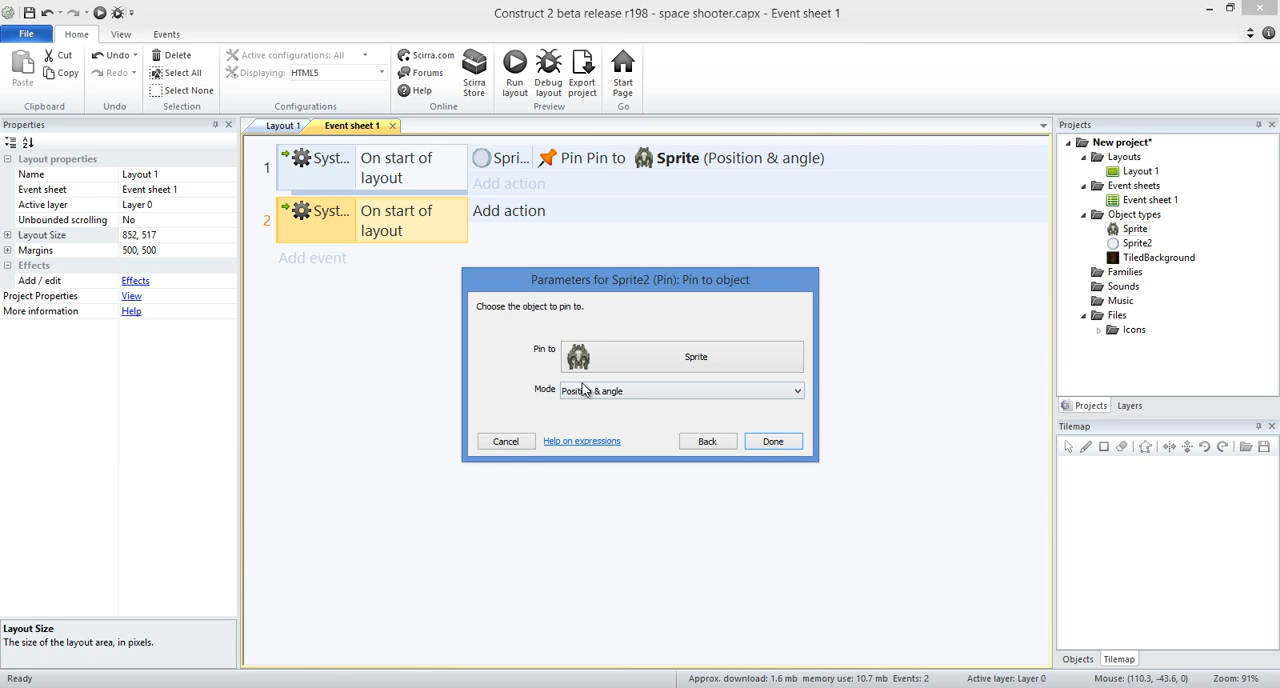 Construct 2 beta release r198 - space shooter.capx - Event sheet 1
File Home View Events
Paste Cut Copy
Undo Redo
Delete Select All Select None
Active configurations: All
Displaying: HTML5
Scirra.com Forums Help
Scirra Store
Run layout Debug layout Export project
Start Page
Clipboard Undo Selection Configurations Online Preview Go
Properties
Layout properties
Name Layout 1
Event sheet Event sheet 1
Active layer Layer 0
Unbounded scrolling No
Layout Size 852, 517
Margins 500, 500
Effects
Add / edit Effects
Project Properties View
More information Help
Layout Size
The size of the layout area, in pixels.
Layout 1 Event sheet 1
1 Syst... On start of layout Spri... Pin Pin to Sprite (Position & angle)
Add action
2 Syst... On start of layout Add action
Add event
Parameters for Sprite2 (Pin): Pin to object
Choose the object to pin to.
Pin to Sprite
Mode Position & angle
Cancel Help on expressions Back Done
Projects
New project*
Layouts
Layout 1
Event sheets
Event sheet 1
Object types
Sprite
Sprite2
TiledBackground
Families
Sounds
Music
Files
Icons
Projects Layers
Tilemap
Objects Tilemap
Ready Approx. download: 1.6 mb memory use: 10.7 mb Events: 2 Active layer: Layer 0 Mouse: (110.3, -43.6, 0) Zoom: 91%